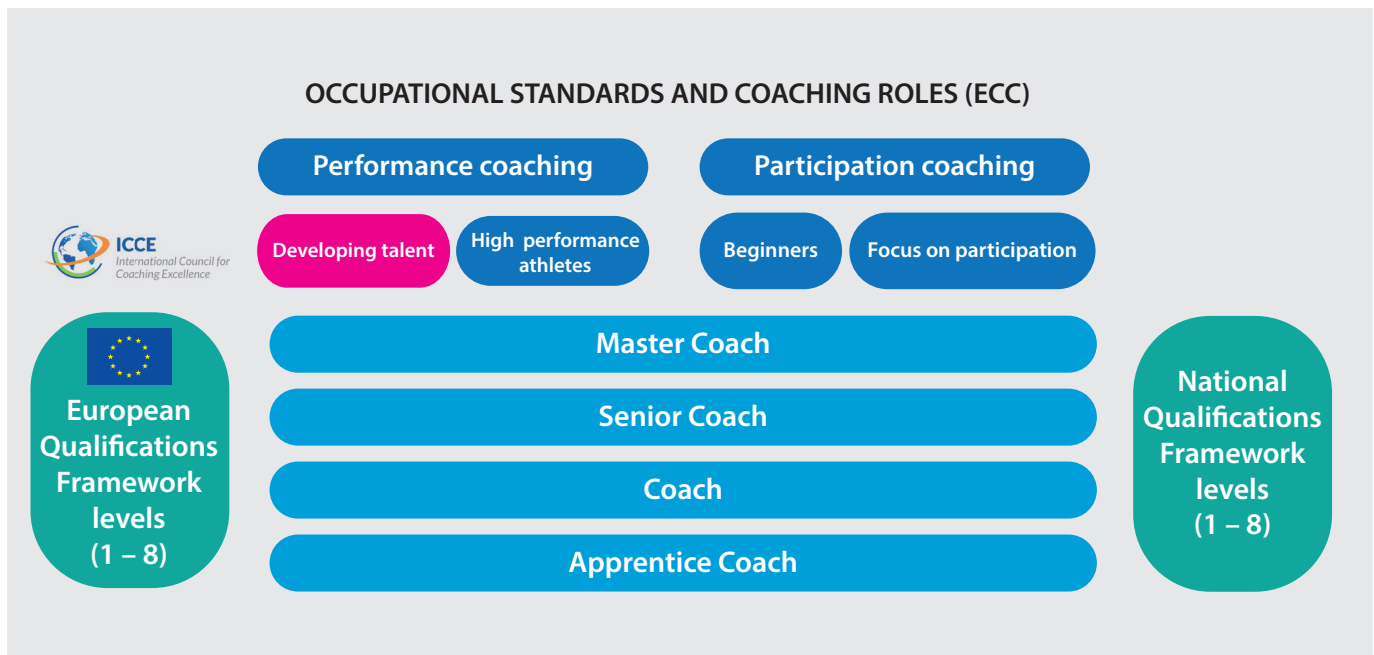 OCCUPATIONAL STANDARDS AND COACHING ROLES (ECC)
Performance coaching
Participation coaching
ICCE
International Council for
Coaching Excellence
Developing talent
High performance
athletes
Beginners
Focus on participation
European
Qualifications
Framework
levels
(1 – 8)
Master Coach
Senior Coach
Coach
Apprentice Coach
National
Qualifications
Framework
levels
(1 – 8)